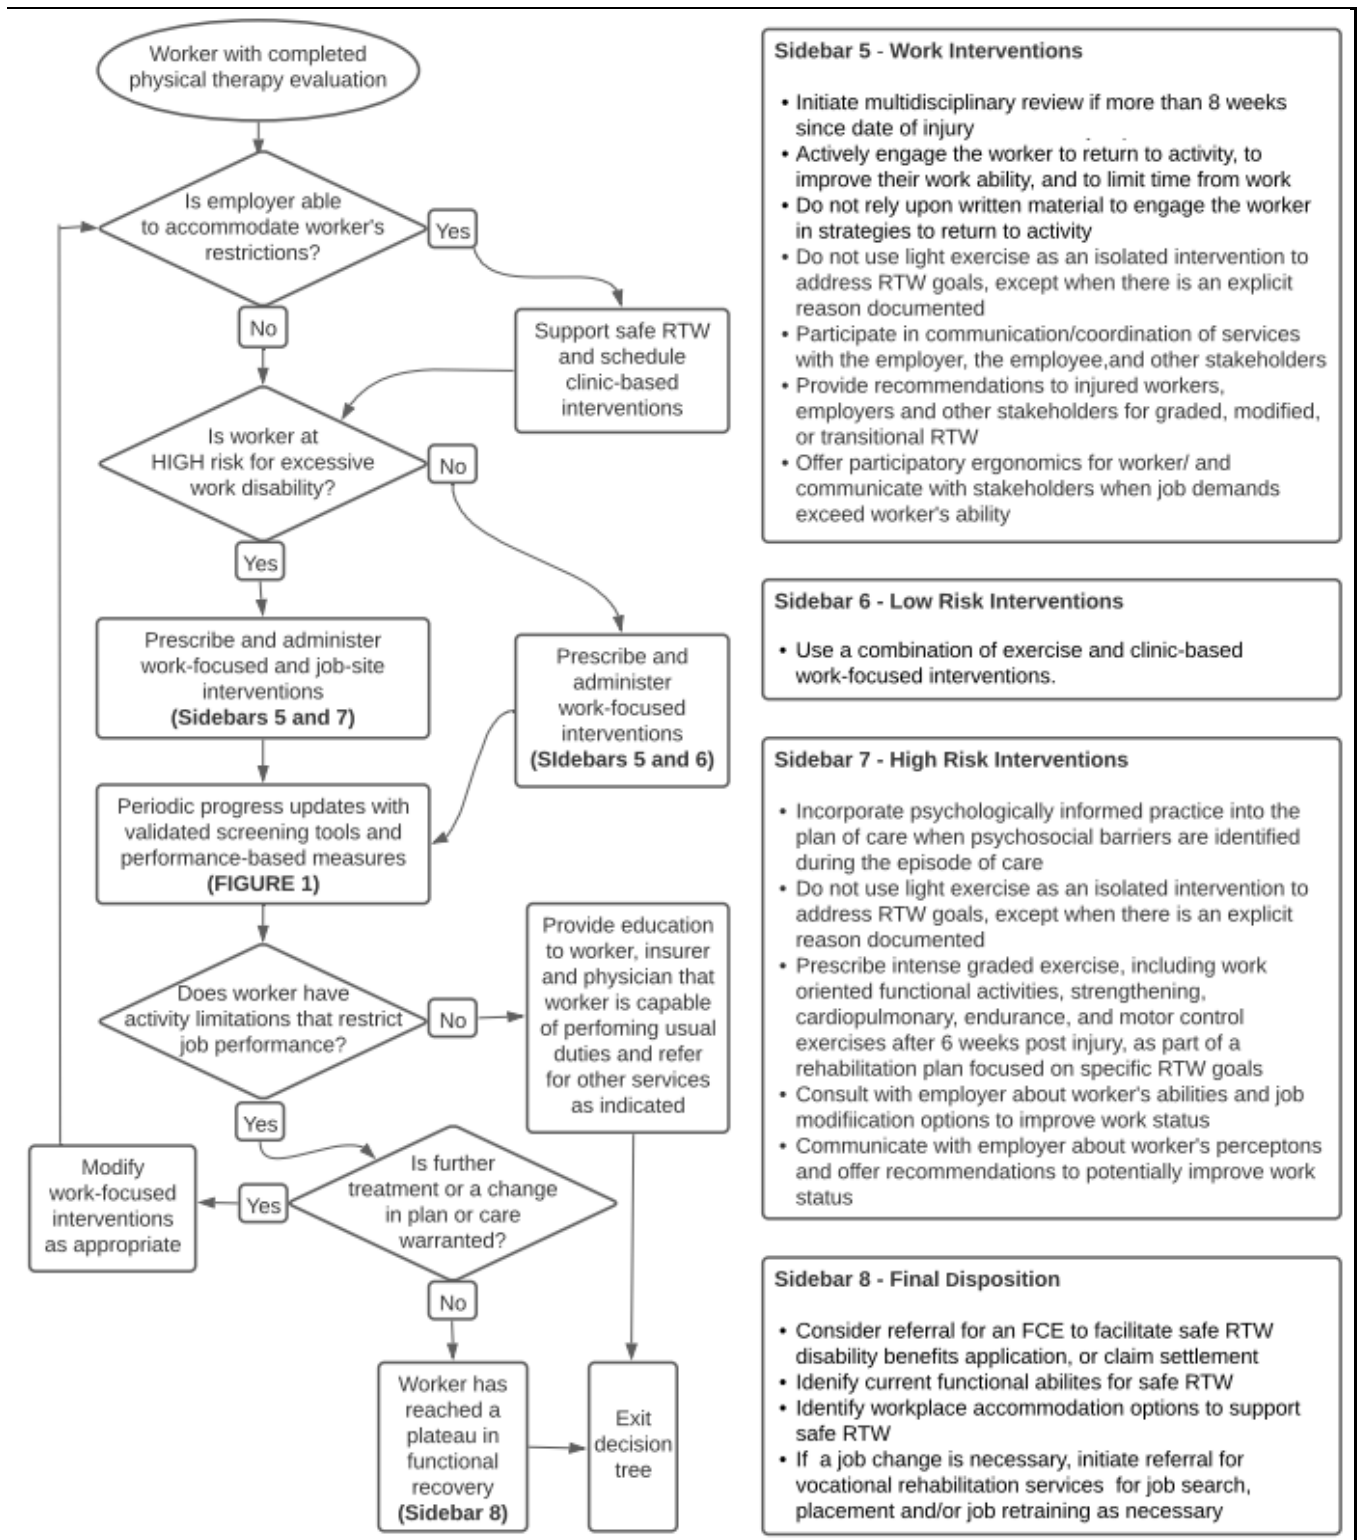 Worker with completed
physical therapy evaluation
Is employer able
to accommodate worker's
restrictions?
Yes
No
Support safe RTW
and schedule
clinic-based
interventions
Is worker at
HIGH risk for excessive
work disability?
No
Yes
Prescribe and administer
work-focused and job-site
interventions
(Sidebars 5 and 7)
Prescribe and
administer
work-focused
interventions
(SIdebars 5 and 6)
Periodic progress updates with
validated screening tools and
performance-based measures
(FIGURE 1)
Does worker have
activity limitations that restrict
job performance?
No
Provide education
to worker, insurer
and physician that
worker is capable
of perfoming usual
duties and refer
for other services
as indicated
Yes
Is further
treatment or a change
in plan or care
warranted?
Yes
Modify
work-focused
interventions
as appropriate
No
Worker has
reached a
plateau in
functional
recovery
(Sidebar 8)
Exit
decision
tree
Sidebar 5 - Work Interventions
• Initiate multidisciplinary review if more than 8 weeks
since date of injury
• Actively engage the worker to return to activity, to
improve their work ability, and to limit time from work
• Do not rely upon written material to engage the worker
in strategies to return to activity
• Do not use light exercise as an isolated intervention to
address RTW goals, except when there is an explicit
reason documented
• Participate in communication/coordination of services
with the employer, the employee,and other stakeholders
• Provide recommendations to injured workers,
employers and other stakeholders for graded, modified,
or transitional RTW
• Offer participatory ergonomics for worker/ and
communicate with stakeholders when job demands
exceed worker's ability
Sidebar 6 - Low Risk Interventions
• Use a combination of exercise and clinic-based
work-focused interventions.
Sidebar 7 - High Risk Interventions
• Incorporate psychologically informed practice into the
plan of care when psychosocial barriers are identified
during the episode of care
• Do not use light exercise as an isolated intervention to
address RTW goals, except when there is an explicit
reason documented
• Prescribe intense graded exercise, including work
oriented functional activities, strengthening,
cardiopulmonary, endurance, and motor control
exercises after 6 weeks post injury, as part of a
rehabilitation plan focused on specific RTW goals
• Consult with employer about worker's abilities and job
modifiication options to improve work status
• Communicate with employer about worker's perceptons
and offer recommendations to potentially improve work
status
Sidebar 8 - Final Disposition
• Consider referral for an FCE to facilitate safe RTW
disability benefits application, or claim settlement
• Idenify current functional abilites for safe RTW
• Identify workplace accommodation options to support
safe RTW
• If  a job change is necessary, initiate referral for
vocational rehabilitation services  for job search,
placement and/or job retraining as necessary